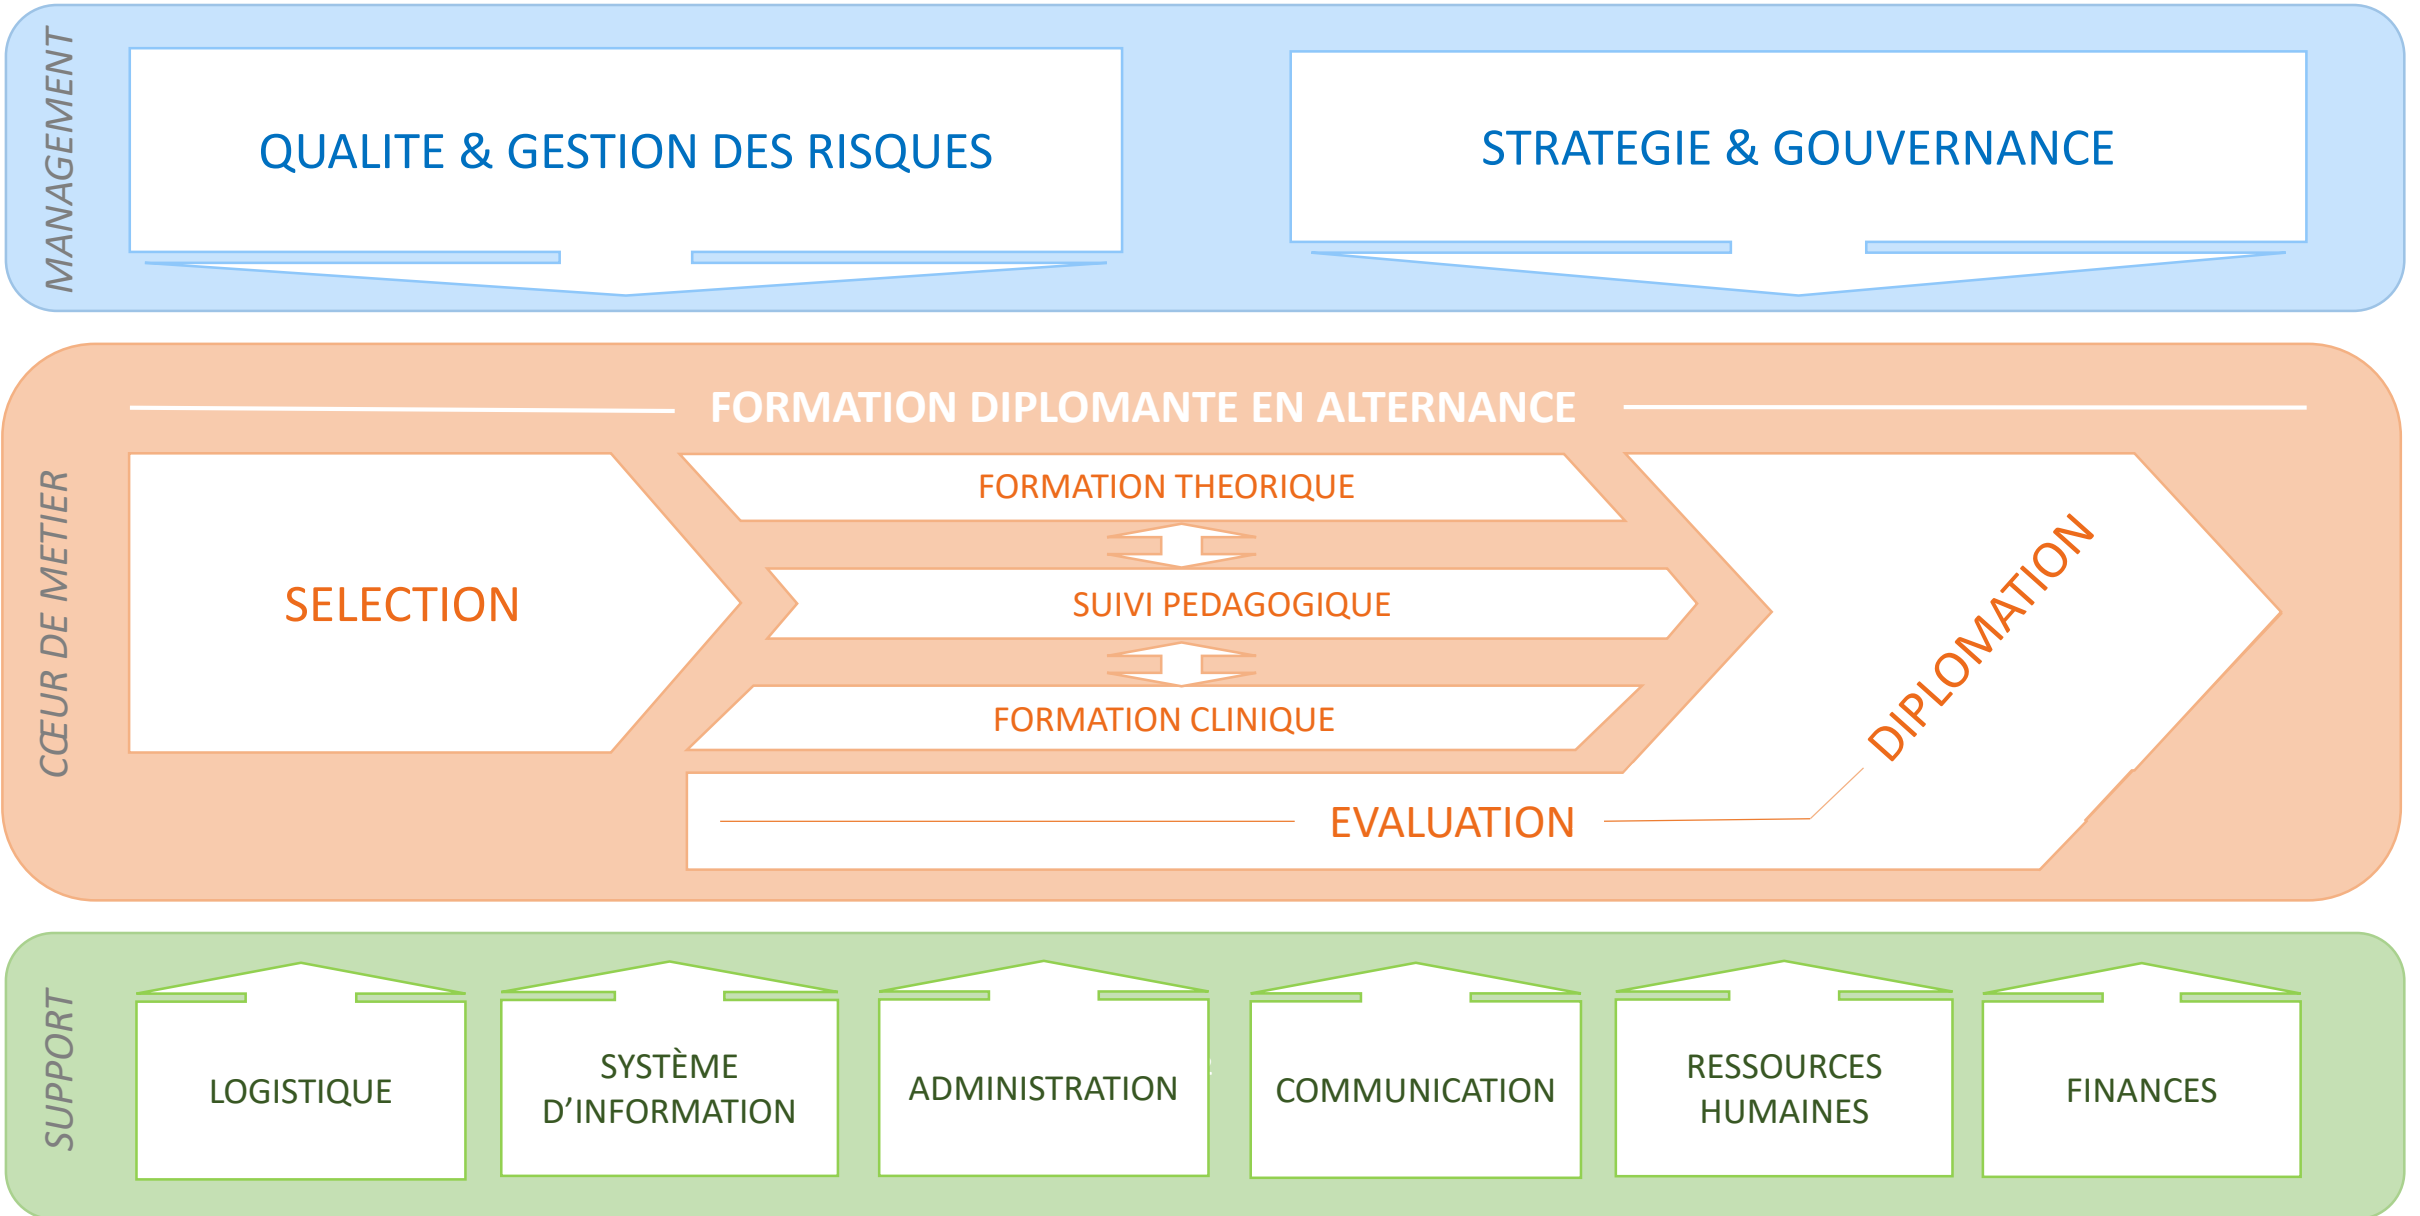 MANAGEMENT
QUALITE & GESTION DES RISQUES
STRATEGIE & GOUVERNANCE
CŒUR DE METIER
FORMATION DIPLOMANTE EN ALTERNANCE
SELECTION
FORMATION THEORIQUE
SUIVI PEDAGOGIQUE
FORMATION CLINIQUE
EVALUATION
DIPLOMATION
SUPPORT
LOGISTIQUE
SYSTÈME
D’INFORMATION
ADMINISTRATION
COMMUNICATION
RESSOURCES
HUMAINES
FINANCES